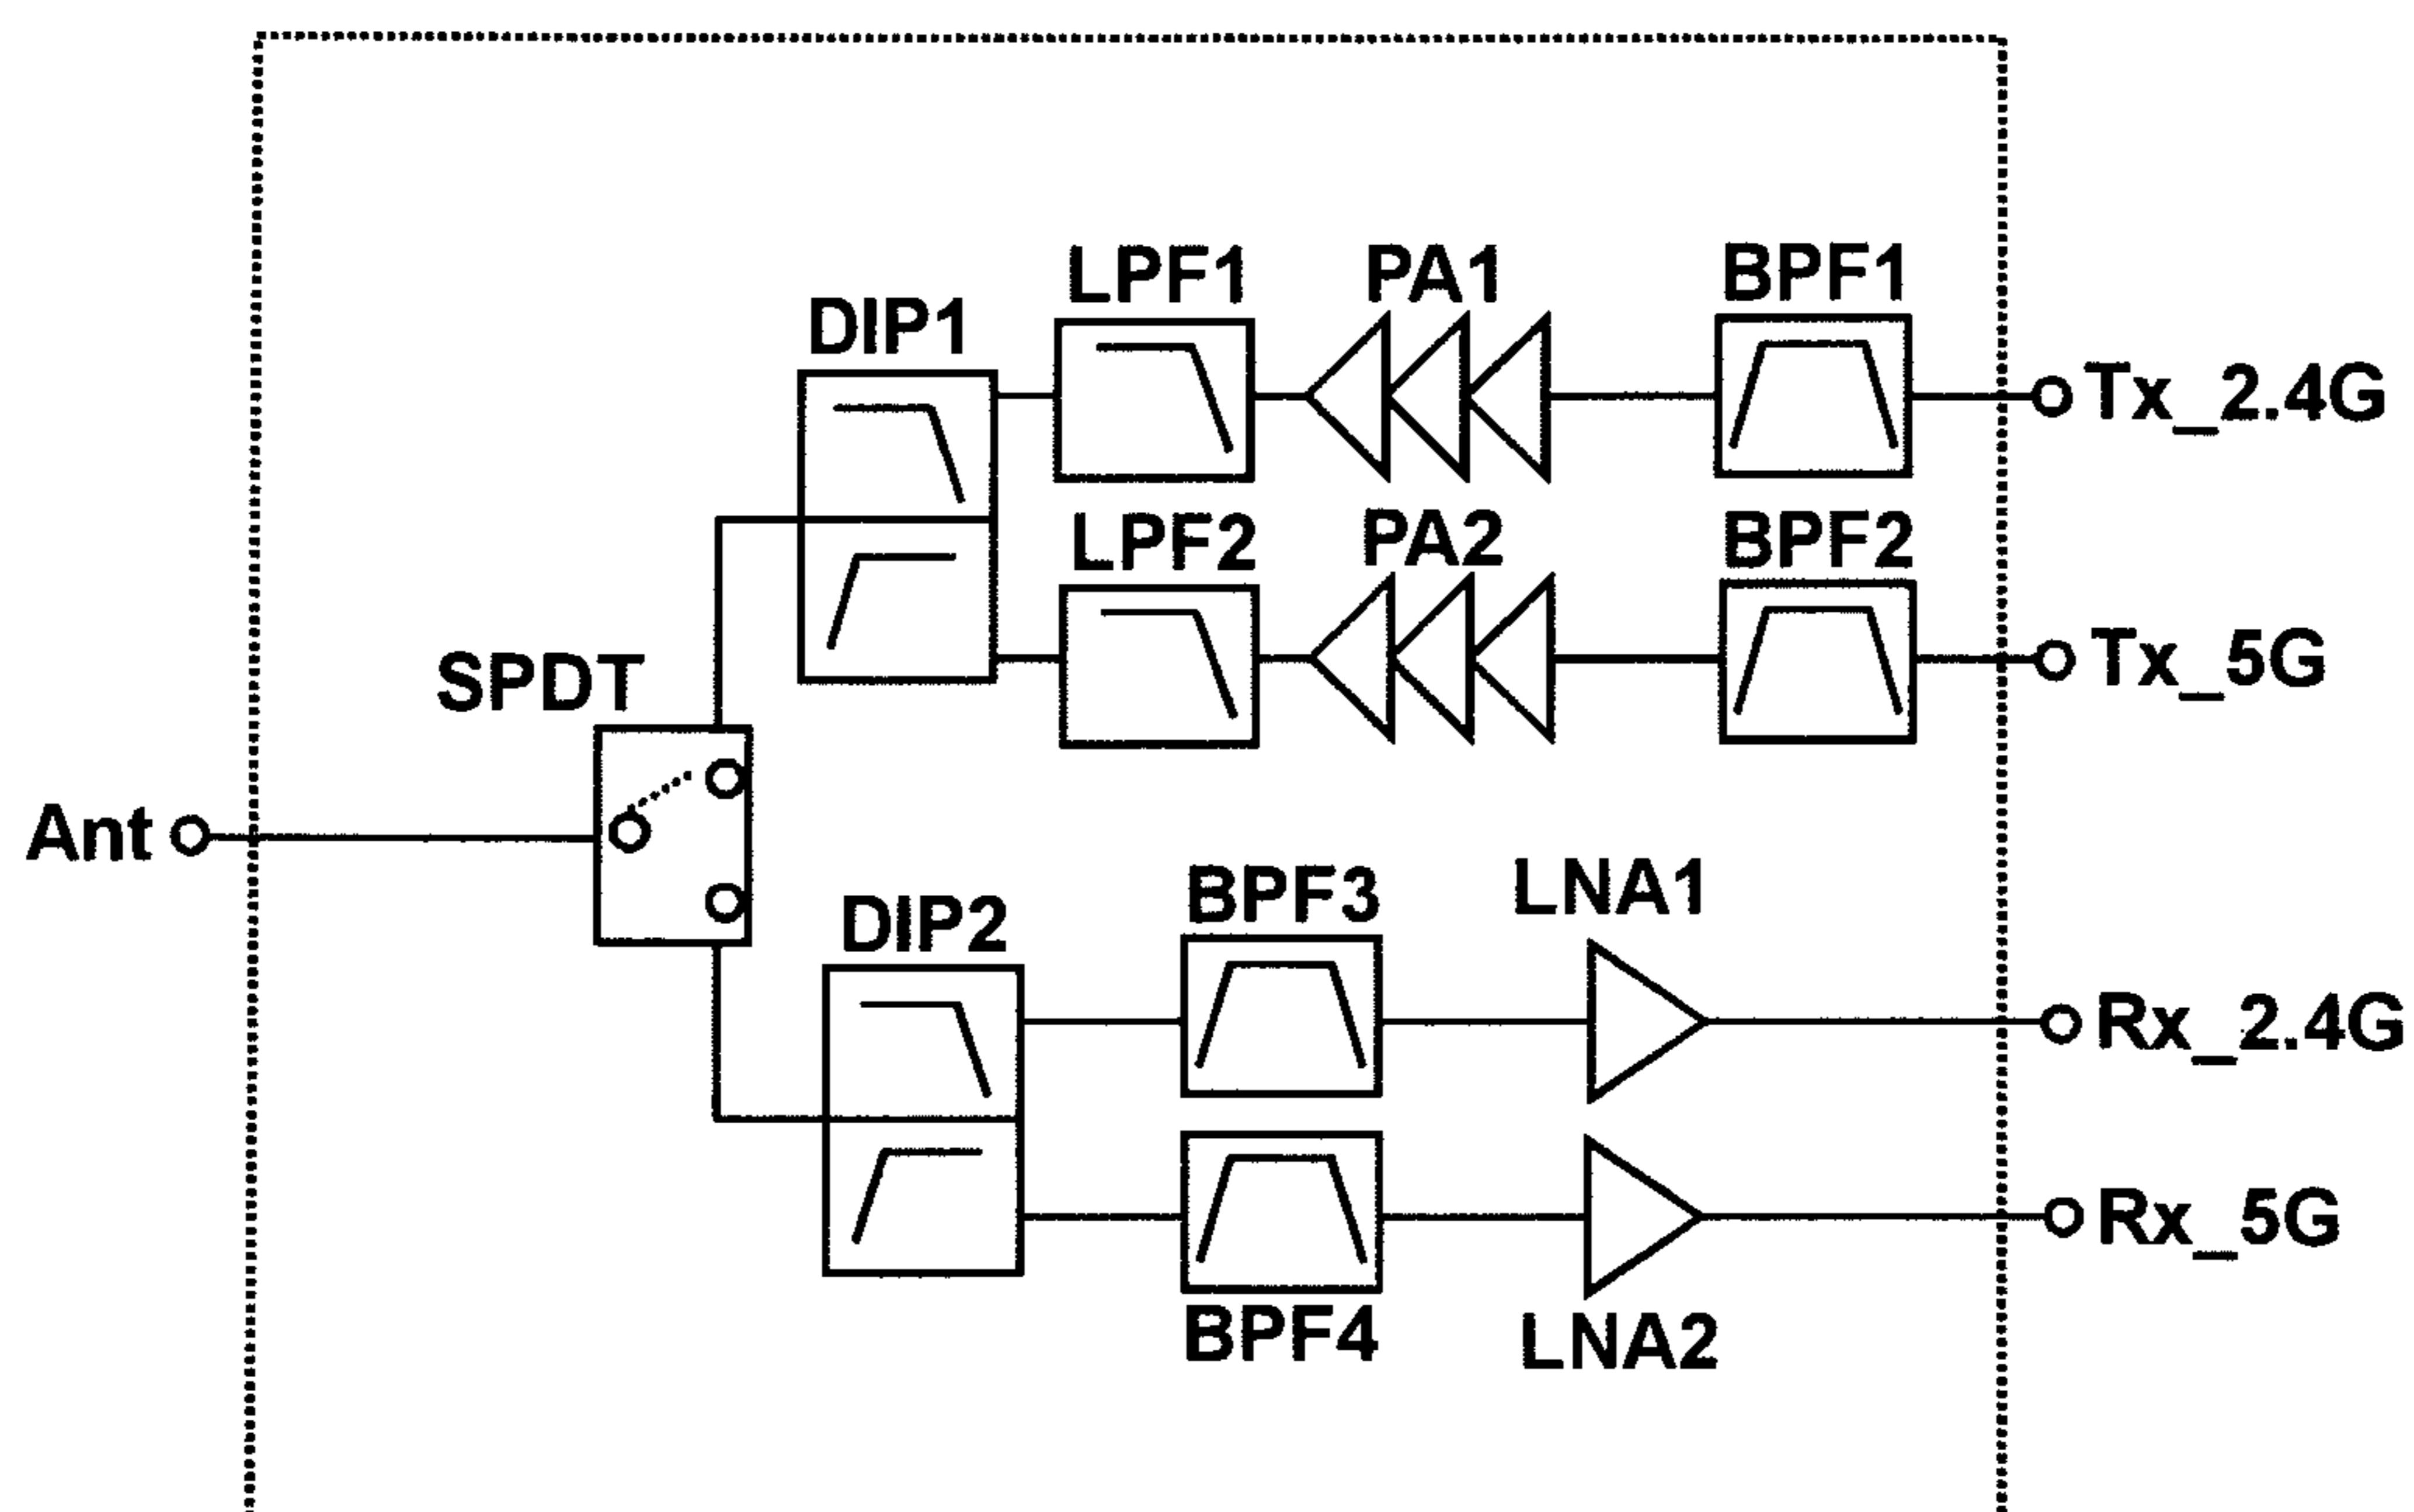 LPF1
PA1
BPF1
DIP1
Tx_2.4G
LPF2
PA2
BPF2
Tx_5G
SPDT
Ant
BPF3
LNA1
DIP2
Rx_2.4G
Rx_5G
BPF4
LNA2